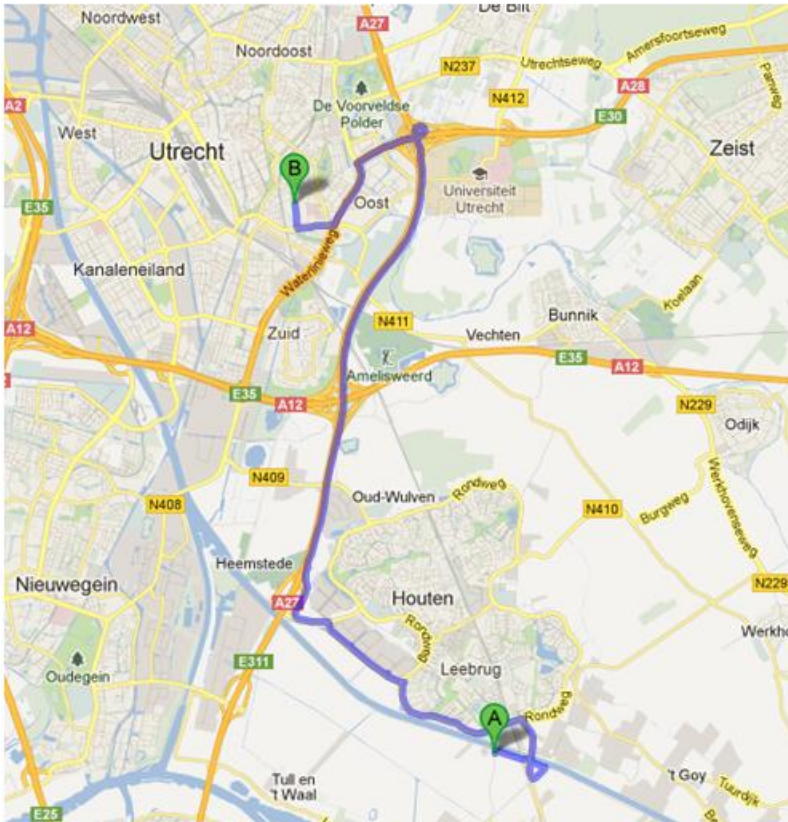 Noordwest
De Bilt
A27
Noordoost
N237
Utrechtseweg
Amersfoortseweg
A28
Panweg
De Voorveldse
Polder
N412
A2
West
E30
Utrecht
Zeist
B
Universiteit
Utrecht
Oost
E35
Waterlinieweg
Kanaleneiland
Koelaan
Bunnik
A12
Zuid
N411
Vechten
E35
Amelisweerd
A12
E35
A12
N229
Odijk
N409
Rondweg
Oud-Wulven
N408
N410
Burgweg
Werkhovenseweg
Heemstede
Nieuwegein
A27
Houten
N229
Rondweg
Werkh
E311
Leebrug
Oudegein
A
Rondweg
't Goy
Tull en
't Waal
Tuurdijk
E25
Be